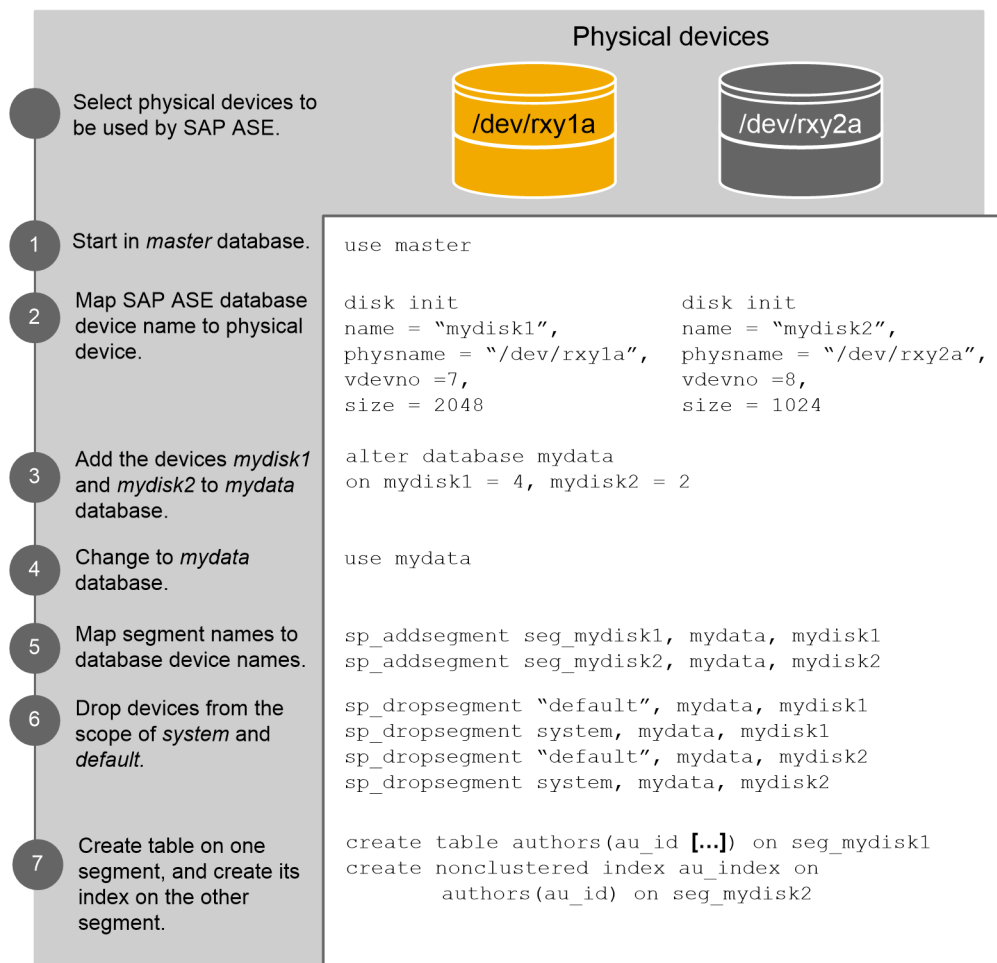 Physical devices
/dev/rxy1a
/dev/rxy2a
Select physical devices to
be used by SAP ASE.
1
Start in master database.
use master
2
Map SAP ASE database
device name to physical
device.
disk init
name = “mydisk1”,
physname = “/dev/rxy1a”,
vdevno =7,
size = 2048
disk init
name = “mydisk2”,
physname = “/dev/rxy2a”,
vdevno =8,
size = 1024
3
Add the devices mydisk1
and mydisk2 to mydata
database.
alter database mydata
on mydisk1 = 4, mydisk2 = 2
4
Change to mydata
database.
use mydata
5
Map segment names to
database device names.
sp_addsegment seg_mydisk1, mydata, mydisk1
sp_addsegment seg_mydisk2, mydata, mydisk2
6
Drop devices from the
scope of system and
default.
sp_dropsegment “default”, mydata, mydisk1
sp_dropsegment system, mydata, mydisk1
sp_dropsegment “default”, mydata, mydisk2
sp_dropsegment system, mydata, mydisk2
7
Create table on one
segment, and create its
index on the other
segment.
create table authors(au_id [...]) on seg_mydisk1
create nonclustered index au_index on
authors(au_id) on seg_mydisk2